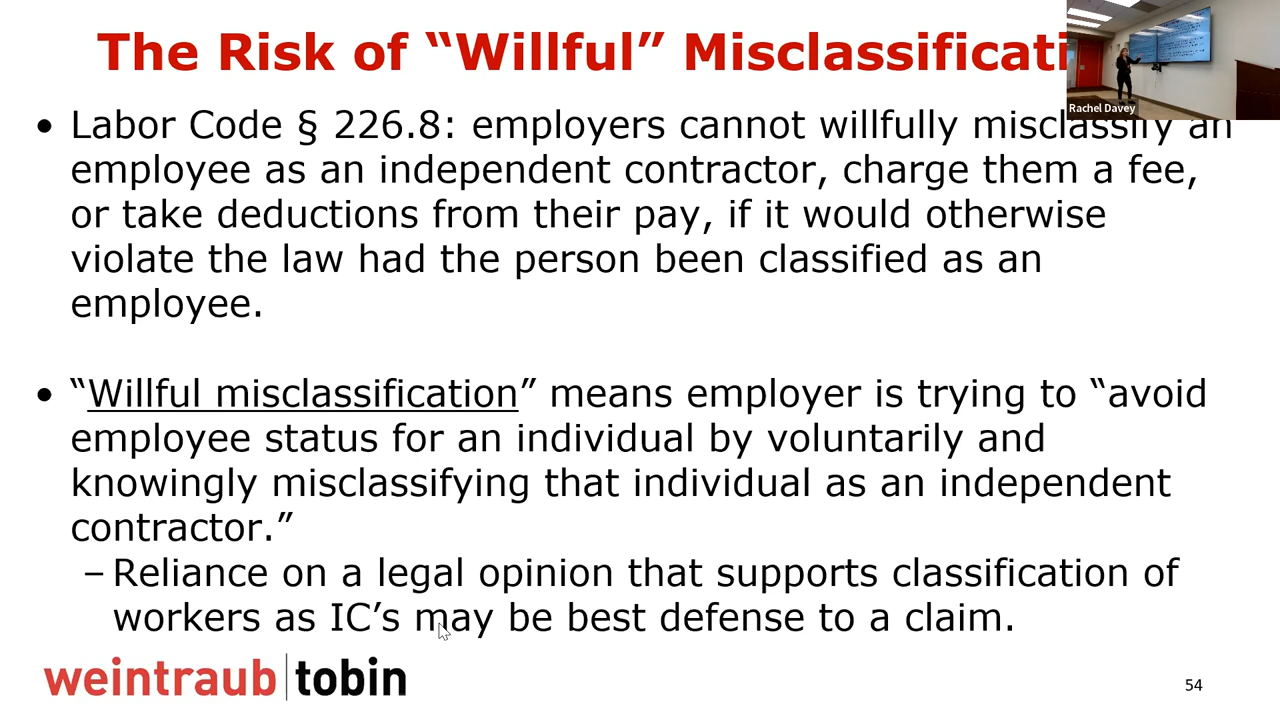 The Risk of “Willful” Misclassificati
Rachel Davey
• Labor Code § 226.8: employers cannot willfully misclassify an
employee as an independent contractor, charge them a fee,
or take deductions from their pay, if it would otherwise
violate the law had the person been classified as an
employee.
• “Willful misclassification” means employer is trying to “avoid
employee status for an individual by voluntarily and
knowingly misclassifying that individual as an independent
contractor.”
– Reliance on a legal opinion that supports classification of
workers as IC’s may be best defense to a claim.
weintraub tobin
54